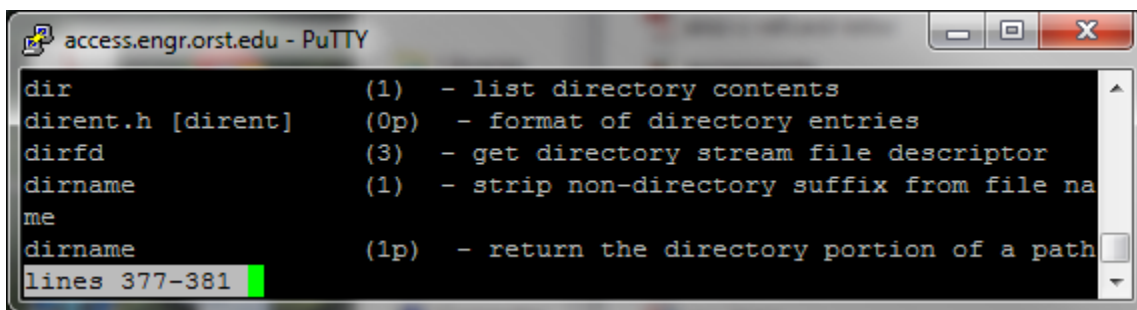 access.engr.orst.edu - PuTTY
dir (1) - list directory contents
dirent.h [dirent] (0p) - format of directory entries
dirfd (3) - get directory stream file descriptor
dirname (1) - strip non-directory suffix from file na
me
dirname (1p) - return the directory portion of a path
lines 377-381